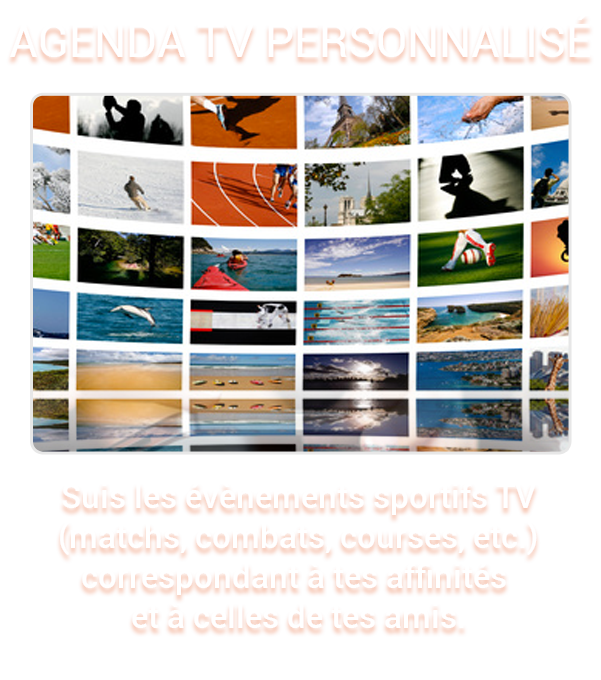 AGENDA TV PERSONNALISÉ
Suis les évènements sportifs TV
(matchs, combats, courses, etc.)
correspondant à tes affinités
et à celles de tes amis.